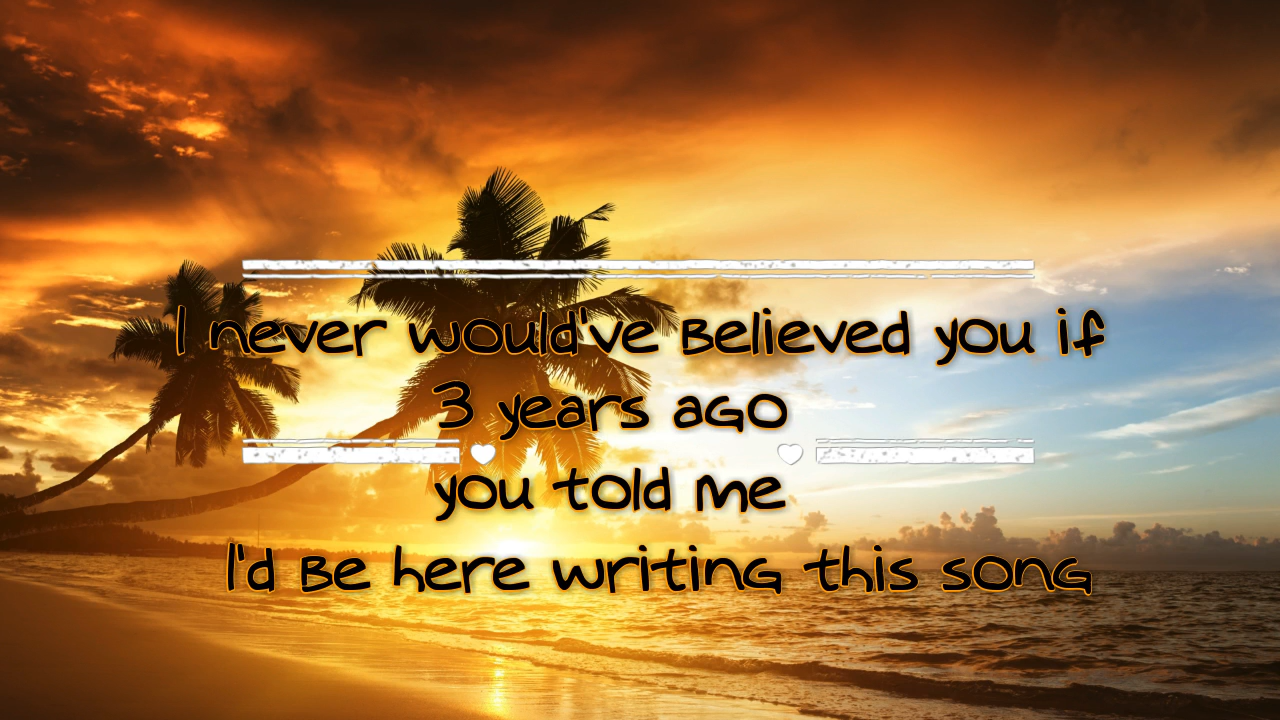 I never would've Believed you if
3 years ago
you told me
I'd Be here writing this song